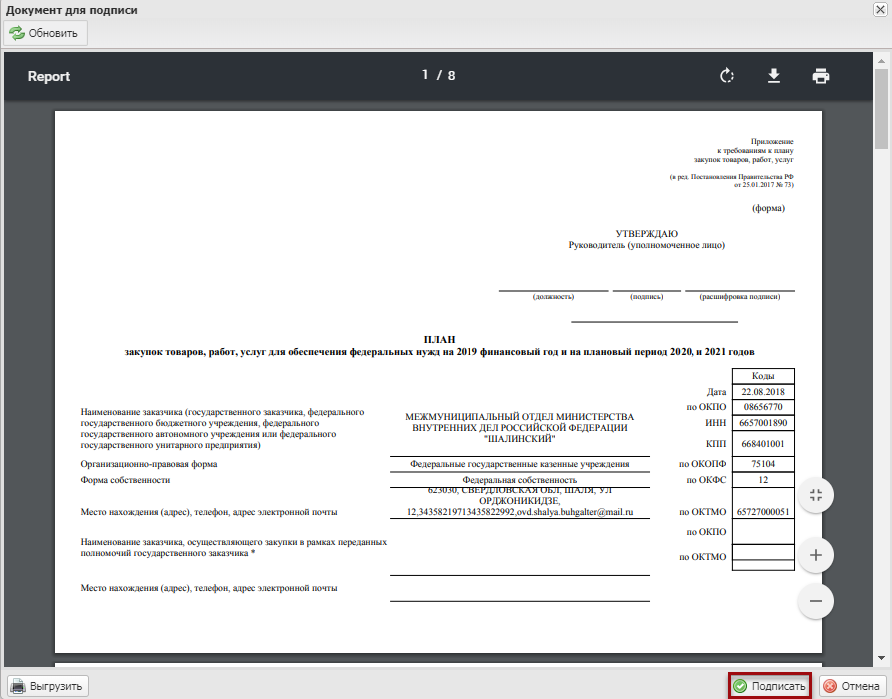 Документ для подписи
Обновить
Report
1 / 8
Приложение
к требованиям к плану
закупок товаров, работ, услуг
(в ред. Постановления Правительства РФ
от 25.01.2017 № 73)
(форма)
УТВЕРЖДАЮ
Руководитель (уполномоченное лицо)
(должность) (подпись) (расшифровка подписи)
ПЛАН
закупок товаров, работ, услуг для обеспечения федеральных нужд на 2019 финансовый год и на плановый период 2020, и 2021 годов
Коды
Дата 22.08.2018
по ОКПО 08656770
Наименование заказчика (государственного заказчика, федерального
государственного бюджетного учреждения, федерального
государственного автономного учреждения или федерального
государственного унитарного предприятия)
МЕЖМУНИЦИПАЛЬНЫЙ ОТДЕЛ МИНИСТЕРСТВА
ВНУТРЕННИХ ДЕЛ РОССИЙСКОЙ ФЕДЕРАЦИИ
"ШАЛИНСКИЙ"
ИНН 6657001890
КПП 668401001
Организационно-правовая форма Федеральные государственные казенные учреждения по ОКОПФ 75104
Форма собственности Федеральная собственность по ОКФС 12
623030, СВЕРДЛОВСКАЯ ОБЛ, ШАЛЯ, УЛ
ОРДЖОНИКИДЗЕ,
Место нахождения (адрес), телефон, адрес электронной почты 12,34358219713435822992,ovd.shalya.buhgalter@mail.ru по ОКТМО 65727000051
по ОКПО
Наименование заказчика, осуществляющего закупки в рамках переданных
полномочий государственного заказчика *
по ОКТМО
Место нахождения (адрес), телефон, адрес электронной почты
Выгрузить Подписать Отмена